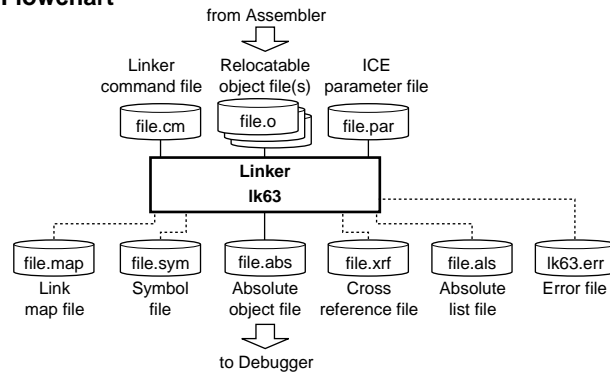 Flowchart
from Assembler
Linker
command file
Relocatable
object file(s)
ICE
parameter file
file.cm
file.o
file.par
Linker
lk63
file.map
file.sym
file.abs
file.xrf
file.als
lk63.err
Link
map file
Symbol
file
Absolute
object file
Cross
reference file
Absolute
list file
Error file
to Debugger